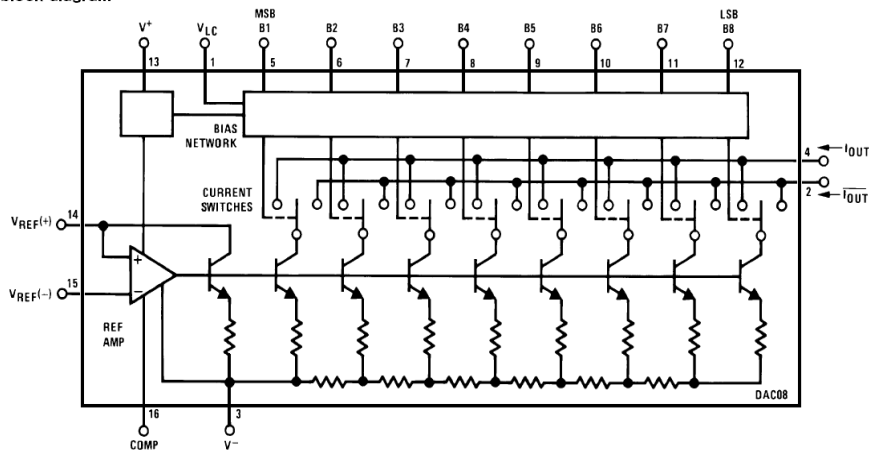 V+ VLC MSB B1 B2 B3 B4 B5 B6 B7 LSB B8
13 1 5 6 7 8 9 10 11 12
BIAS
NETWORK
4 IOUT
CURRENT
SWITCHES
2 IOUT
14
VREF(+)
+
15
VREF(−)
−
REF
AMP
DAC08
16 3
COMP V−